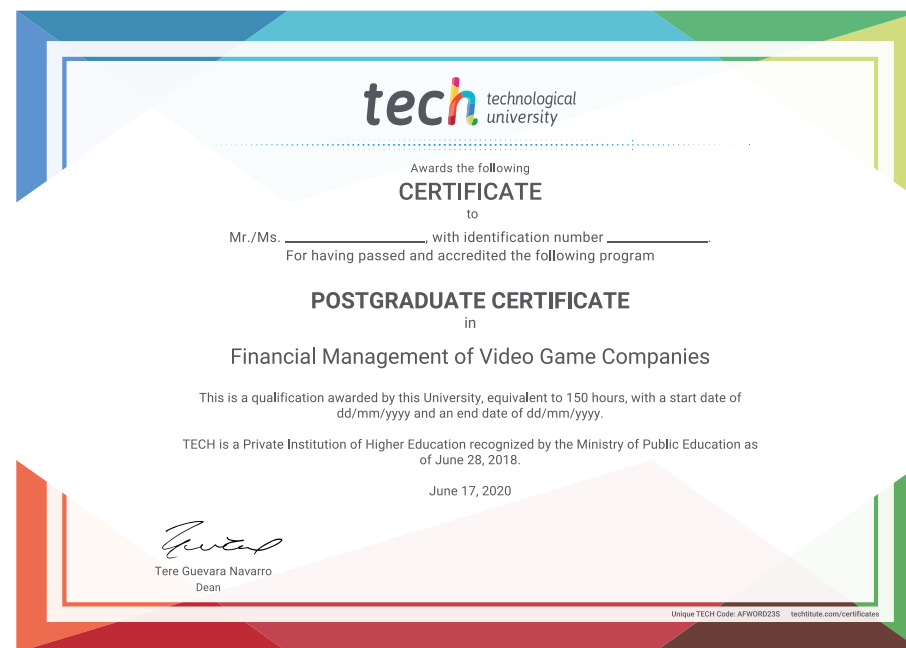 tech technological
university
Awards the following
CERTIFICATE
to
Mr./Ms. ____________________, with identification number ______________.
For having passed and accredited the following program
POSTGRADUATE CERTIFICATE
in
Financial Management of Video Game Companies
This is a qualification awarded by this University, equivalent to 150 hours, with a start date of
dd/mm/yyyy and an end date of dd/mm/yyyy.
TECH is a Private Institution of Higher Education recognized by the Ministry of Public Education as
of June 28, 2018.
June 17, 2020
Tere Guevara Navarro
Dean
Unique TECH Code: AFWORD23S techtitute.com/certificates